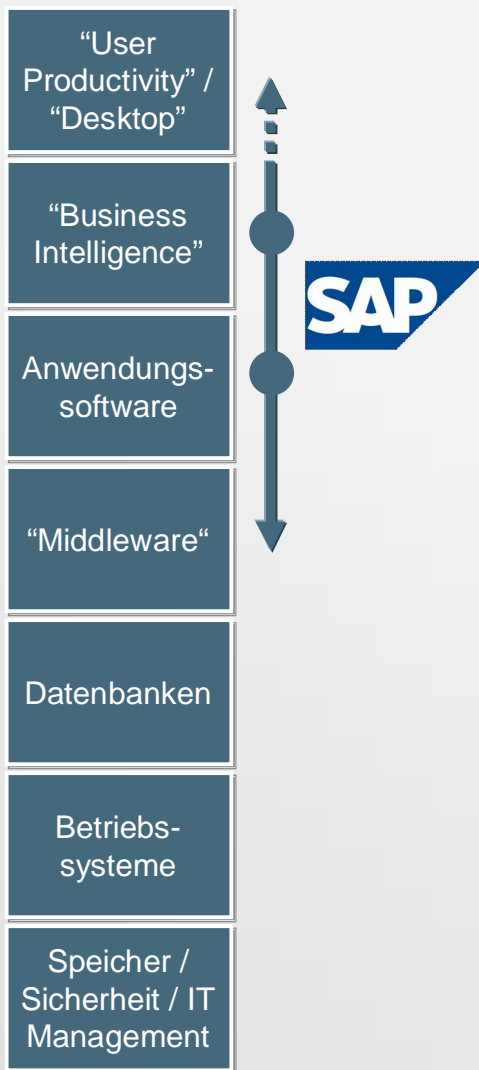 “User
Productivity” /
“Desktop”
“Business
Intelligence”
SAP
Anwendungs-
software
“Middleware“
Datenbanken
Betriebs-
systeme
Speicher /
Sicherheit / IT
Management